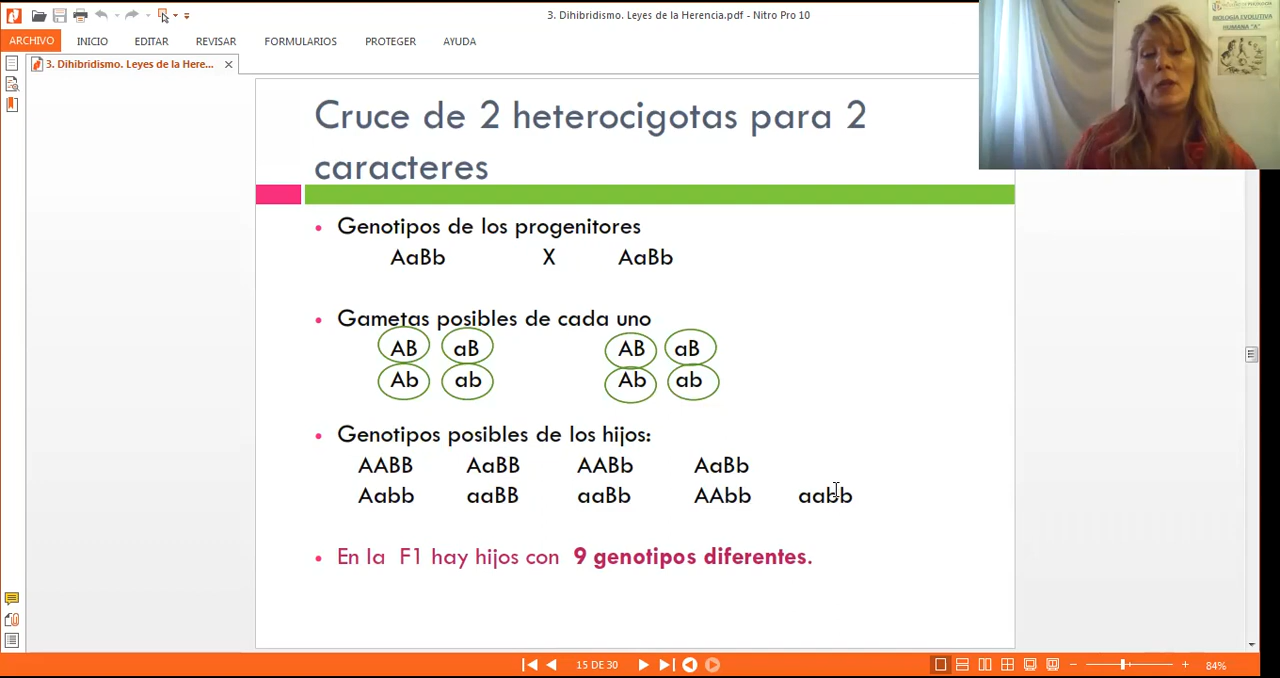 3. Dihibridismo. Leyes de la Herencia.pdf - Nitro Pro 10
ARCHIVO INICIO EDITAR REVISAR FORMULARIOS PROTEGER AYUDA
3. Dihibridismo. Leyes de la Here...
BIOLOGÍA EVOLUTIVA
HUMANA "A"
Cruce de 2 heterocigotas para 2
caracteres
• Genotipos de los progenitores
AaBb X AaBb
• Gametas posibles de cada uno
AB aB AB aB
Ab ab Ab ab
• Genotipos posibles de los hijos:
AABB AaBB AABb AaBb
Aabb aaBB aaBb AAbb aabb
• En la F1 hay hijos con 9 genotipos diferentes.
15 DE 30
84%